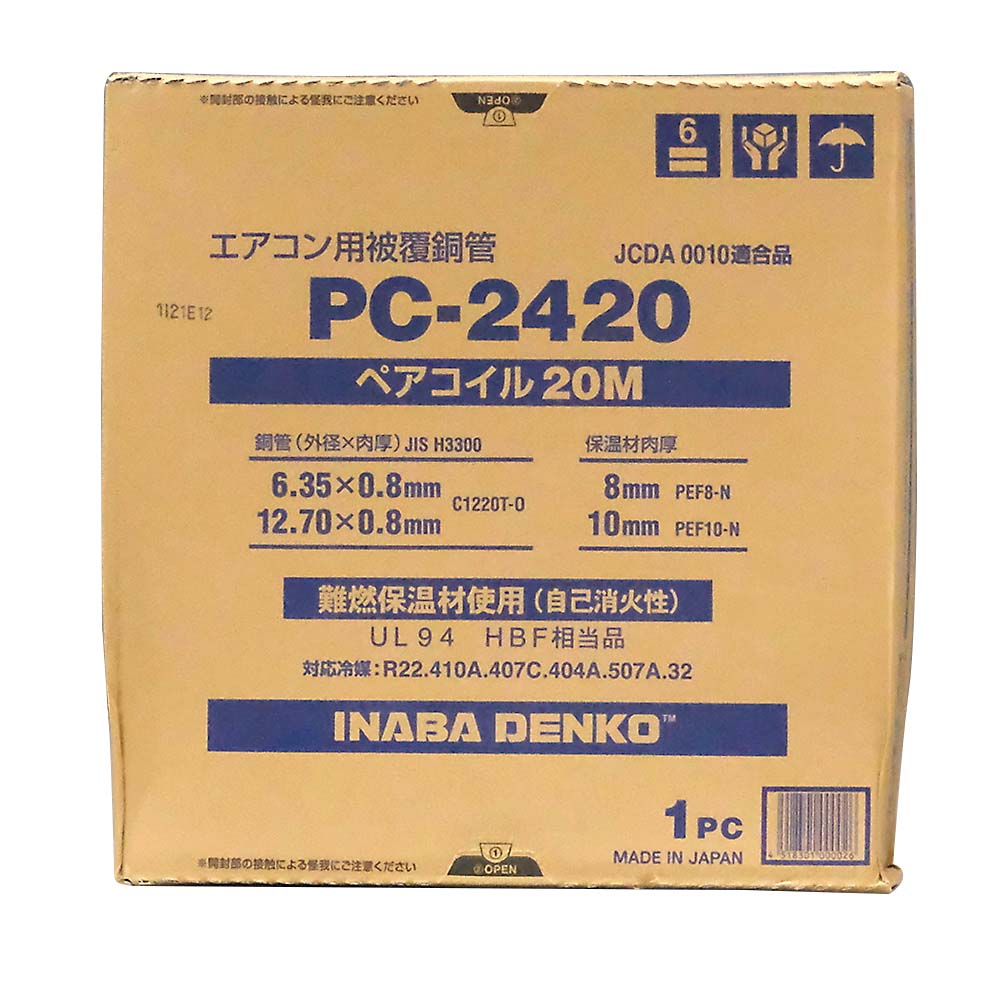 ※開封部の接触による怪我にご注意ください
②OPEN
①
6
エアコン用被覆銅管
JCDA 0010適合品
1I21E12
PC-2420
ペアコイル 20M
銅管(外径×肉厚) JIS H3300
保温材肉厚
6.35×0.8mm
12.70×0.8mm
C1220T-O
8mm PEF8-N
10mm PEF10-N
難燃保温材使用(自己消火性)
UL94 HBF相当品
対応冷媒:R22.410A.407C.404A.507A.32
INABA DENKO™
1PC
MADE IN JAPAN
4518301000026
①
②OPEN
※開封部の接触による怪我にご注意ください